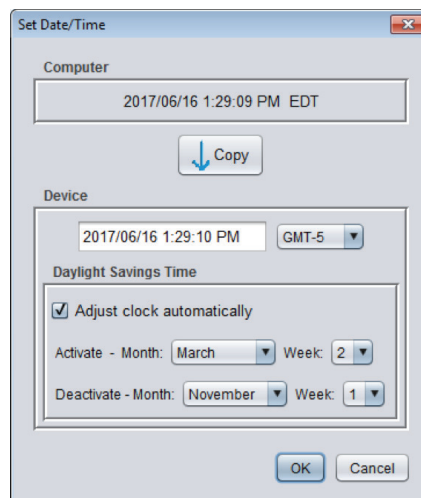 Set Date/Time
Computer
2017/06/16 1:29:09 PM EDT
Copy
Device
2017/06/16 1:29:10 PM GMT-5
Daylight Savings Time
Adjust clock automatically
Activate - Month: March Week: 2
Deactivate - Month: November Week: 1
OK Cancel